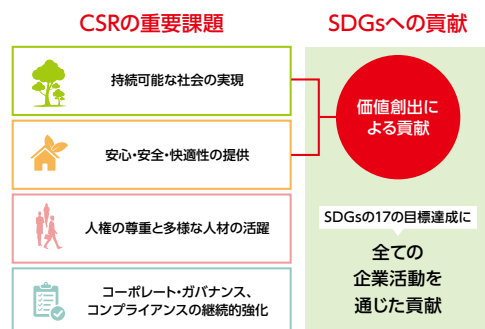 CSRの重要課題
SDGsへの貢献
持続可能な社会の実現
安心・安全・快適性の提供
人権の尊重と多様な人材の活躍
コーポレート・ガバナンス、
コンプライアンスの継続的強化
価値創出に
よる貢献
SDGsの17の目標達成に
全ての
企業活動を
通じた貢献